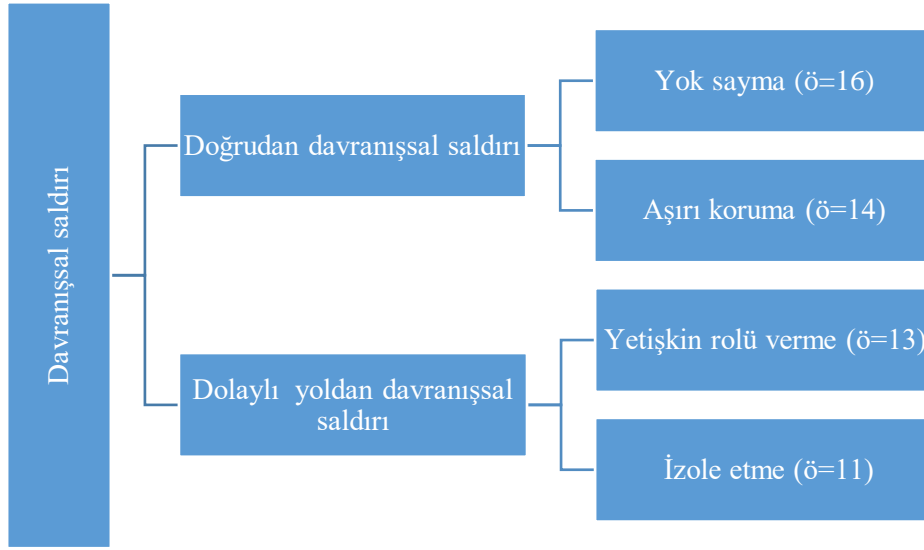 Davranışsal saldırı
Doğrudan davranışsal saldırı
Yok sayma (ö=16)
Aşırı koruma (ö=14)
Dolaylı yoldan davranışsal
saldırı
Yetişkin rolü verme (ö=13)
İzole etme (ö=11)